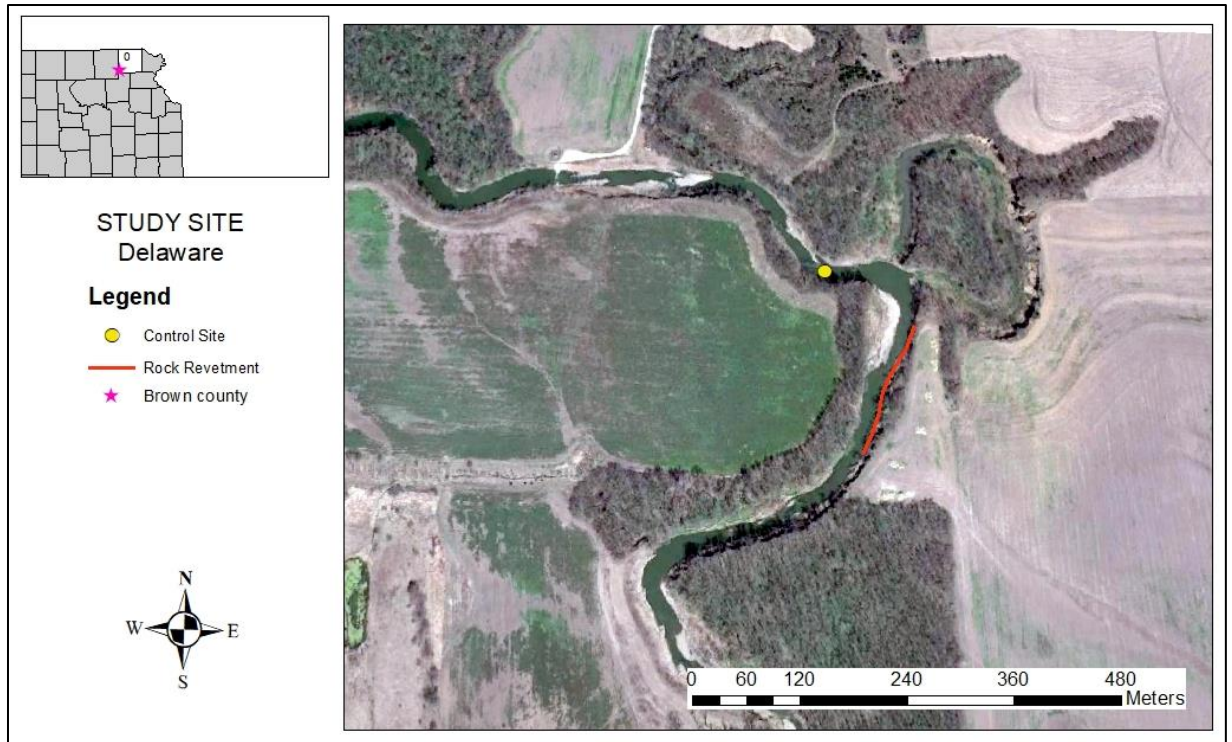 0
STUDY SITE
Delaware
Legend
Control Site
Rock Revetment
Brown county
N
W E
S
0 60 120 240 360 480
Meters